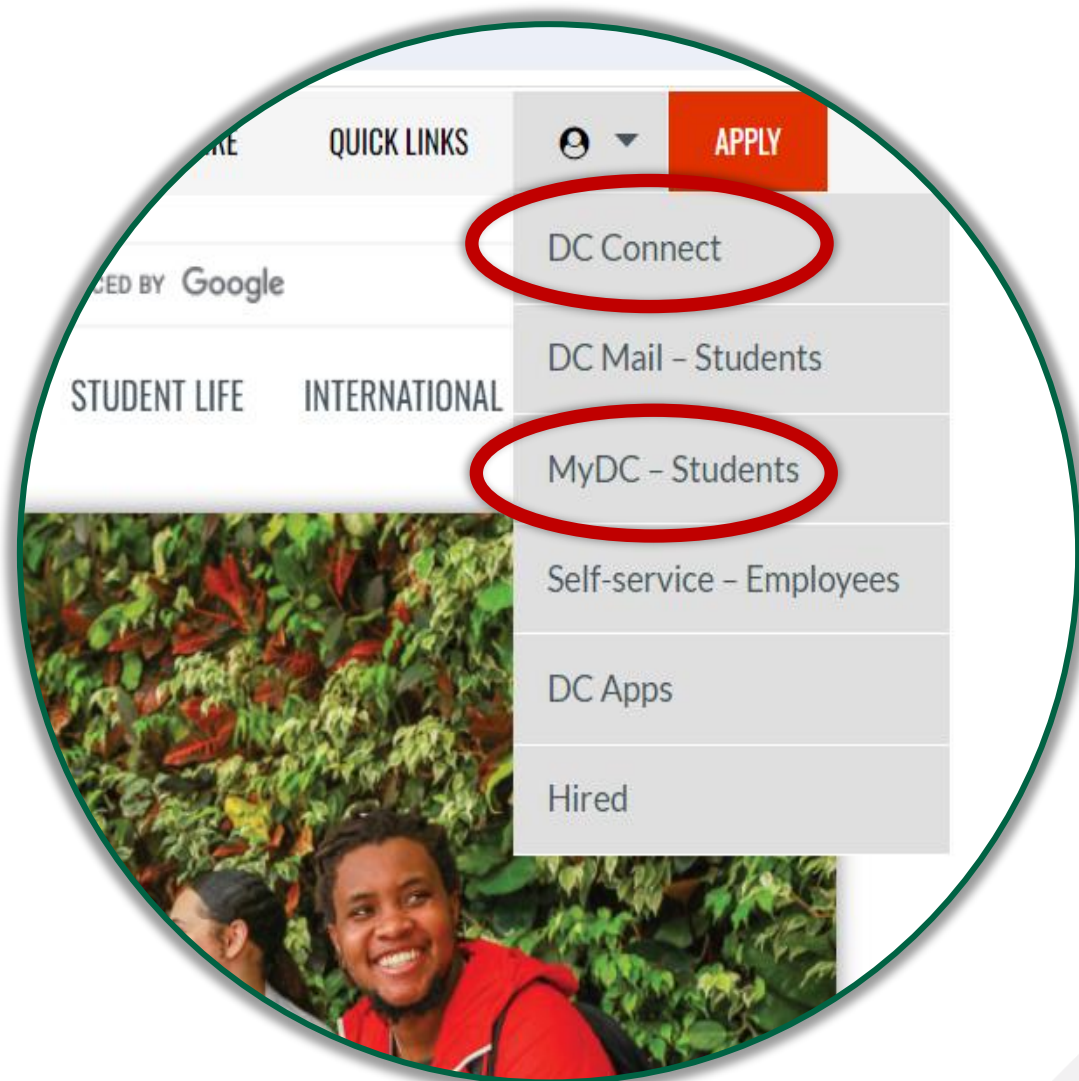 QUICK LINKS
APPLY
DC Connect
BY Google
DC Mail – Students
STUDENT LIFE INTERNATIONAL
MyDC – Students
Self-service – Employees
DC Apps
Hired